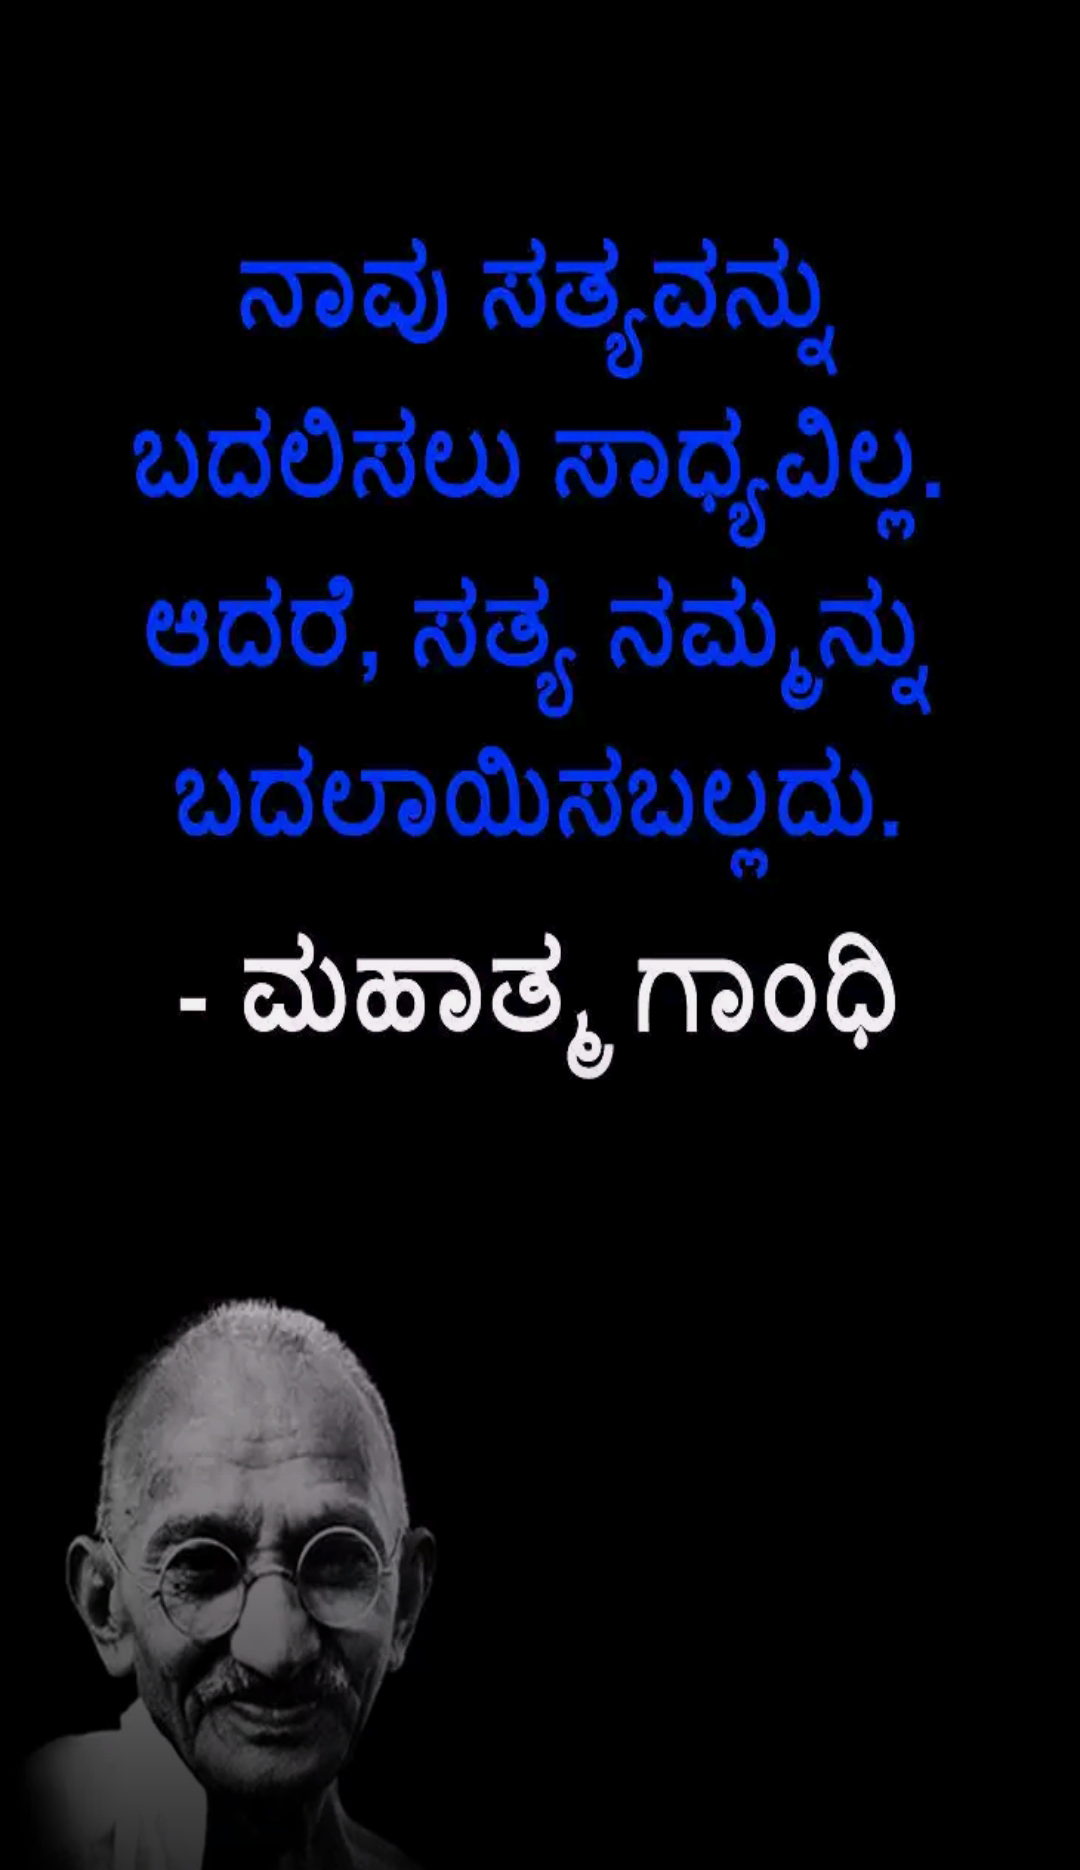 ನಾವು ಸತ್ಯವನ್ನು
ಬದಲಿಸಲು ಸಾಧ್ಯವಿಲ್ಲ.
ಆದರೆ, ಸತ್ಯ ನಮ್ಮನ್ನು
ಬದಲಾಯಿಸಬಲ್ಲದು.
- ಮಹಾತ್ಮ ಗಾಂಧಿ